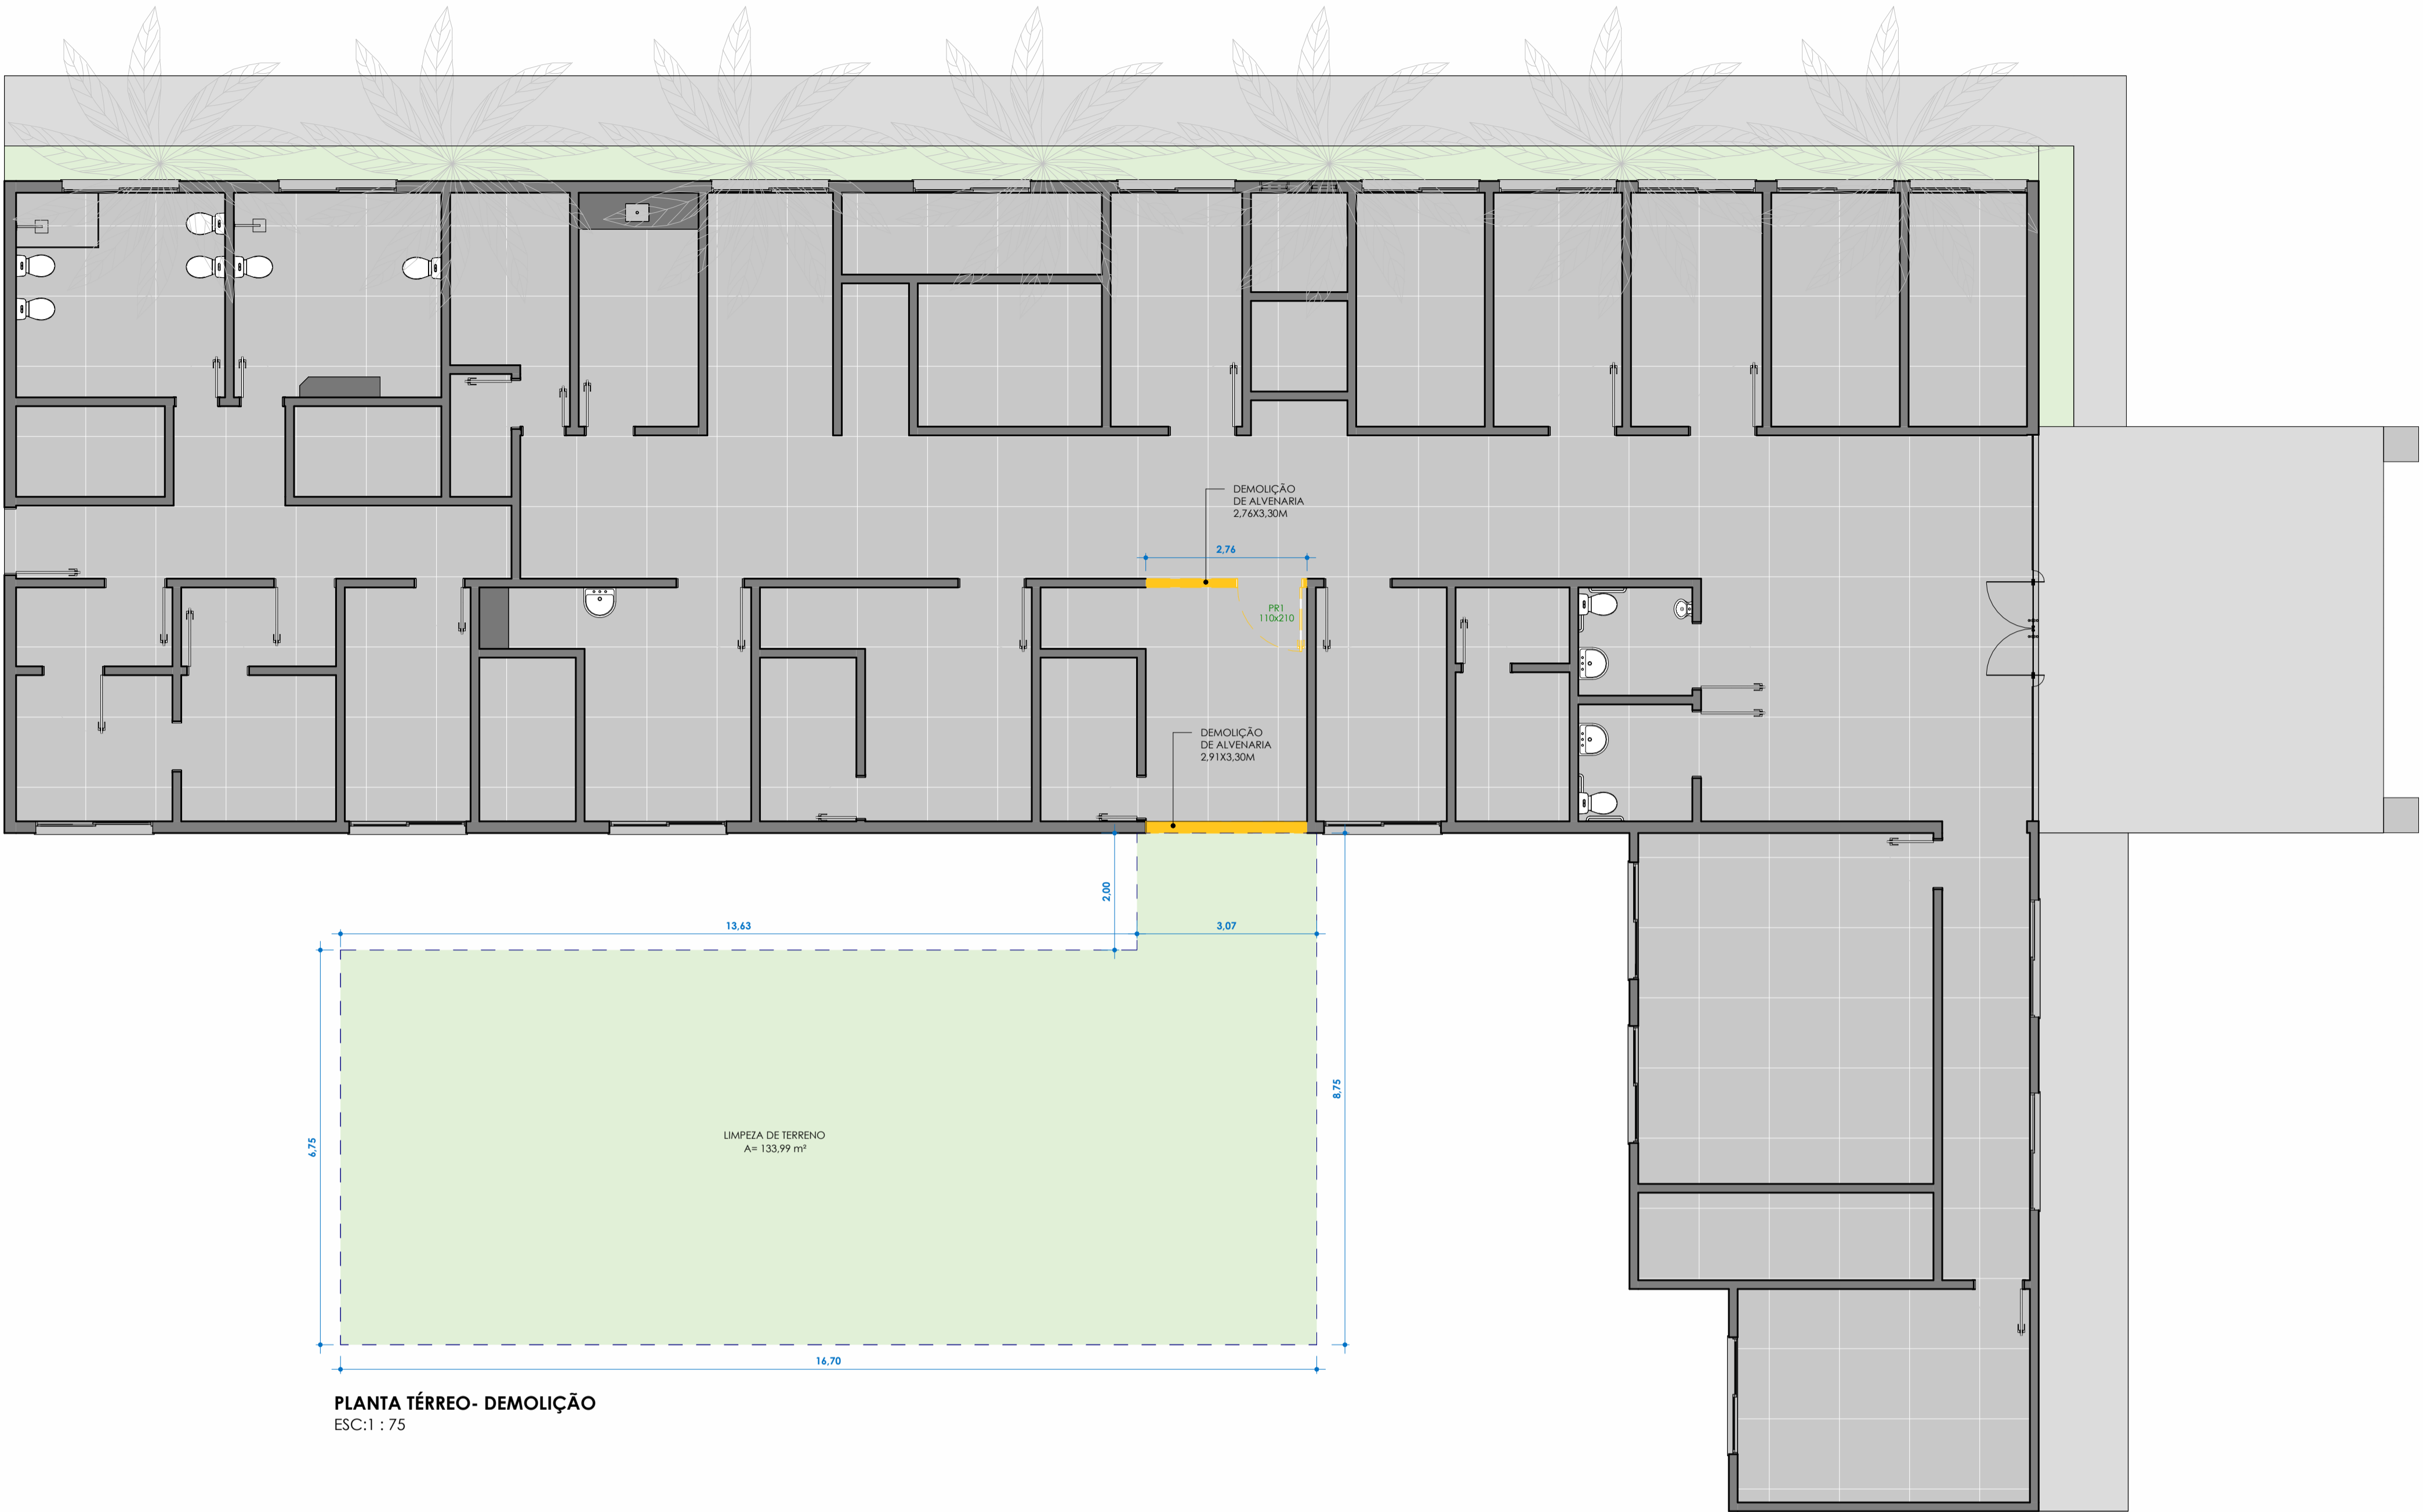 DEMOLIÇÃO
DE ALVENARIA
2,76X3,30M
2,76
PR1
110x210
DEMOLIÇÃO
DE ALVENARIA
2,91X3,30M
2,00
13,63
3,07
8,75
6,75
LIMPEZA DE TERRENO
A= 133,99 m²
16,70
PLANTA TÉRREO- DEMOLIÇÃO
ESC:1 : 75